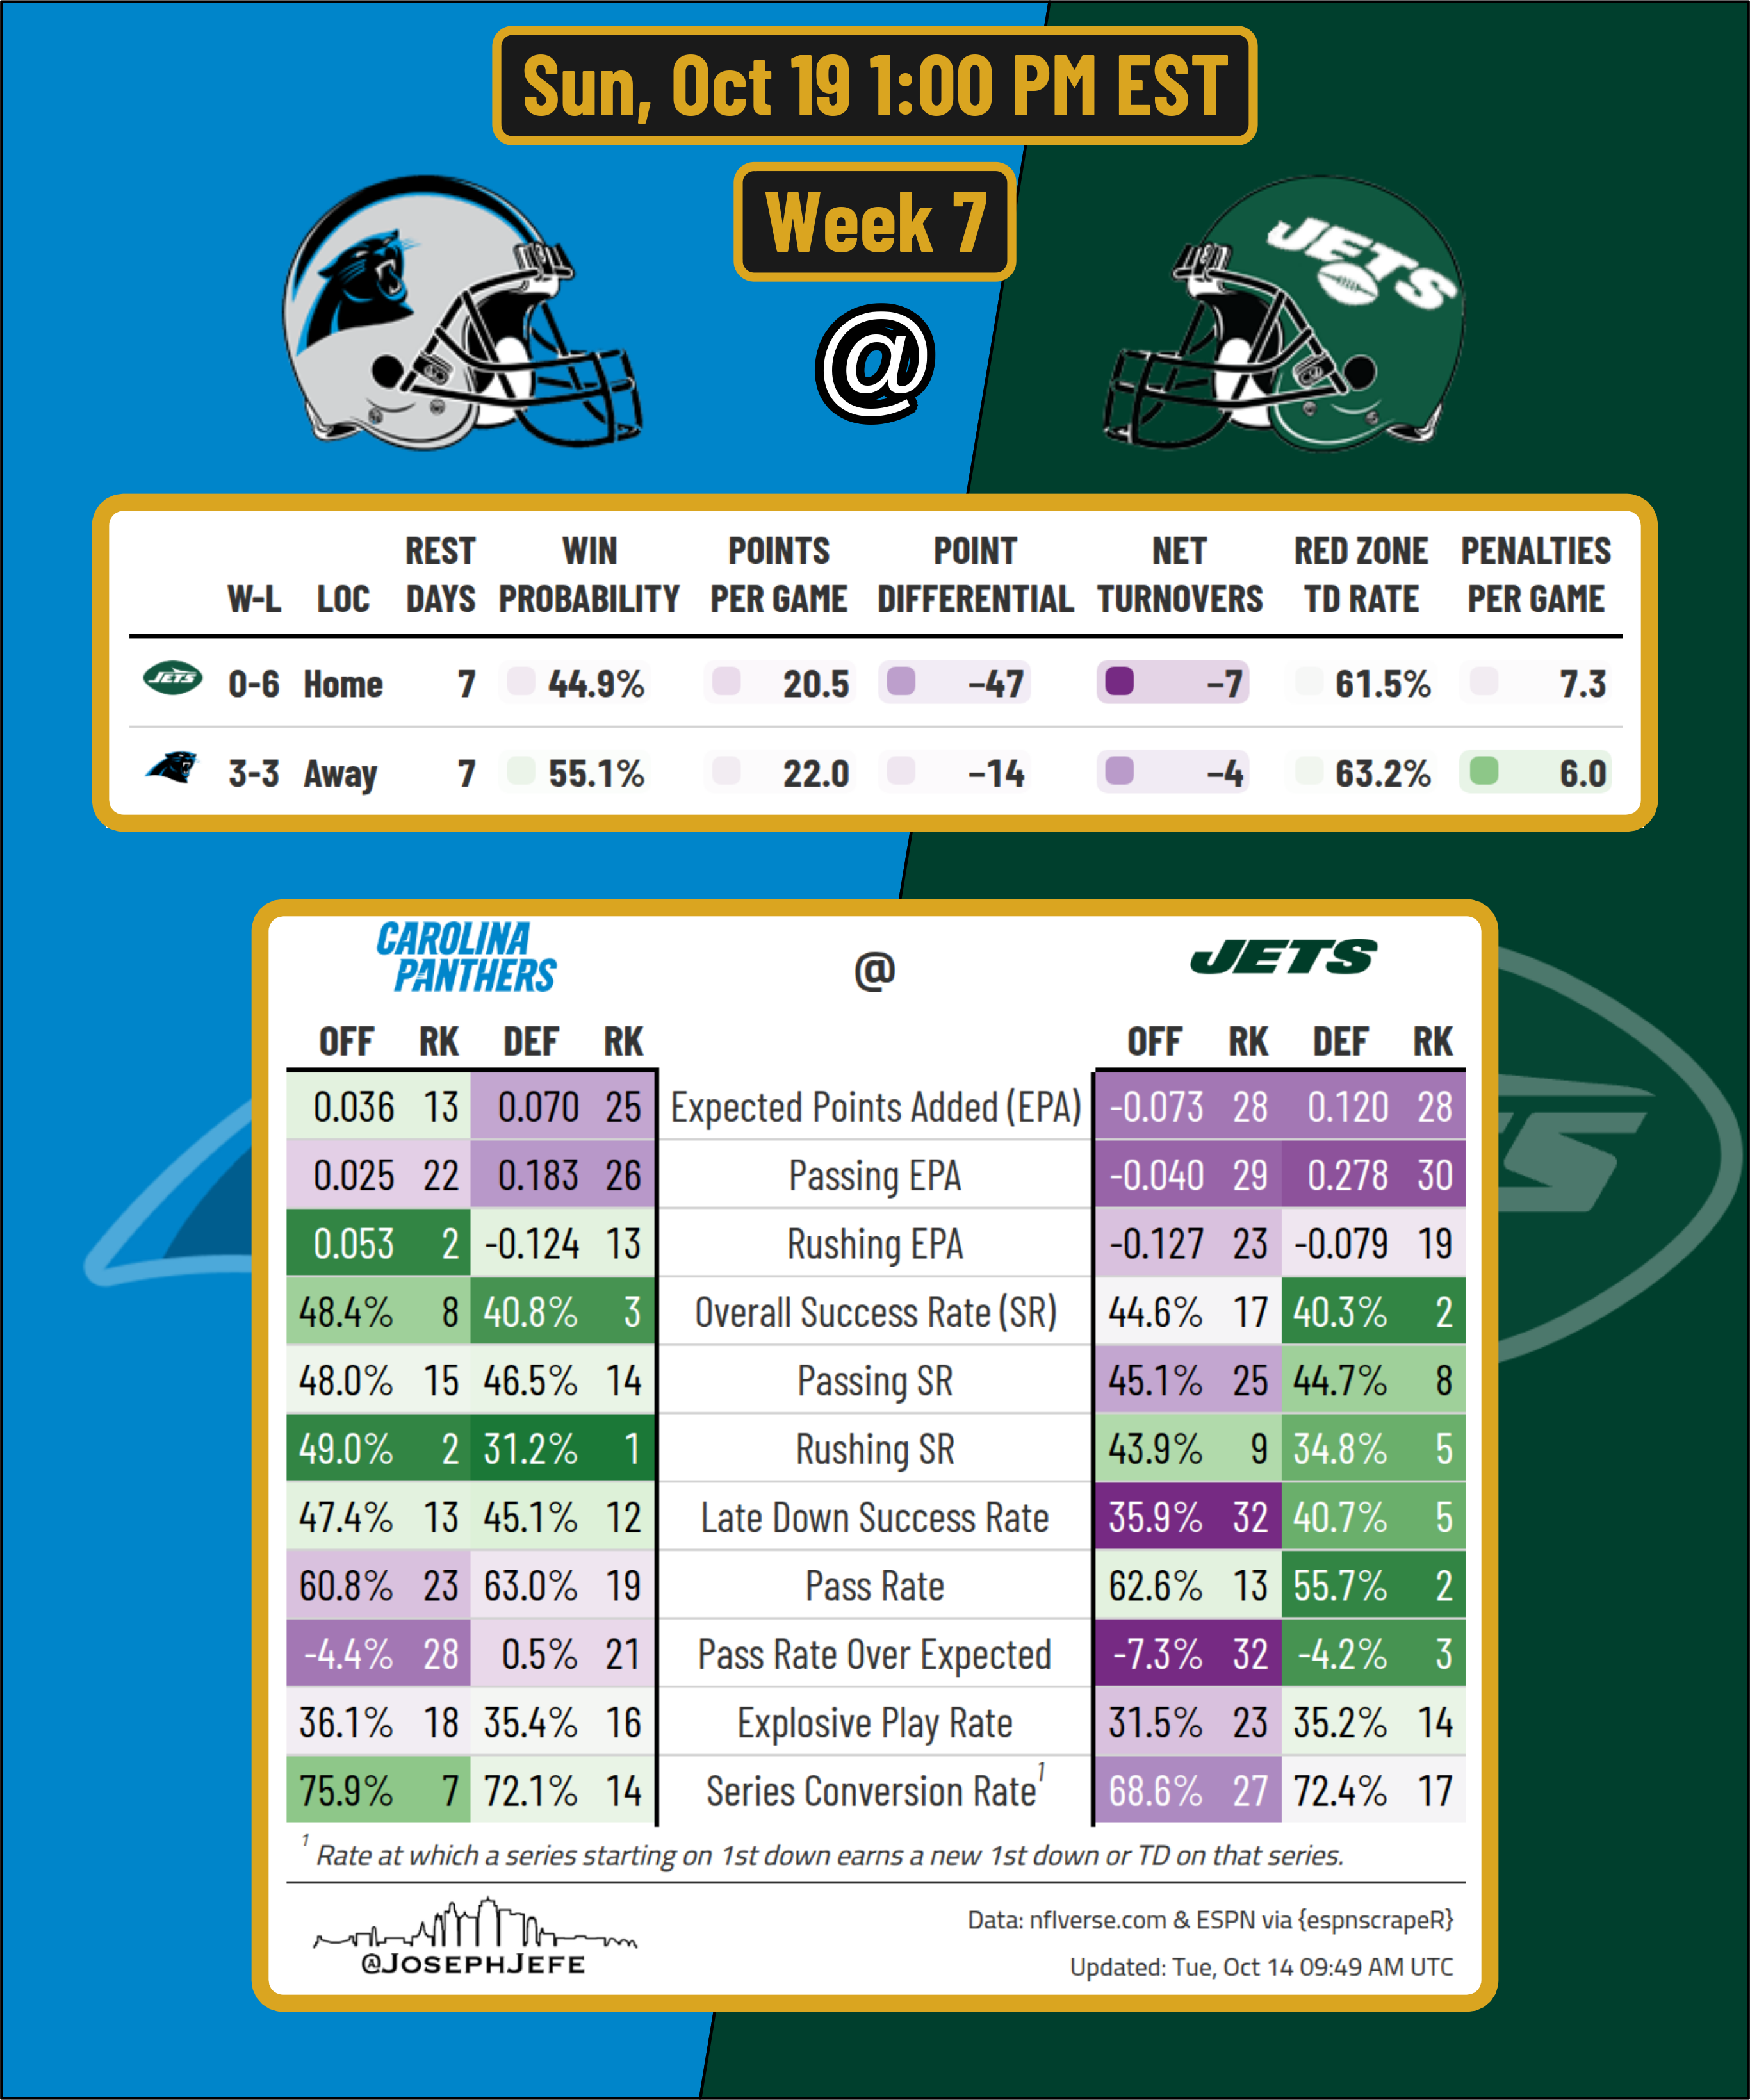 Sun, Oct 19 1:00 PM EST
Week 7
JETS
@
REST WIN POINTS POINT NET RED ZONE PENALTIES
W-L LOC DAYS PROBABILITY PER GAME DIFFERENTIAL TURNOVERS TD RATE PER GAME
JETS 0-6 Home 7 44.9% 20.5 −47 −7 61.5% 7.3
3-3 Away 7 55.1% 22.0 −14 −4 63.2% 6.0
CAROLINA
PANTHERS @ JETS
OFF RK DEF RK OFF RK DEF RK
0.036 13 0.070 25 Expected Points Added (EPA) -0.073 28 0.120 28
0.025 22 0.183 26 Passing EPA -0.040 29 0.278 30
0.053 2 -0.124 13 Rushing EPA -0.127 23 -0.079 19
48.4% 8 40.8% 3 Overall Success Rate (SR) 44.6% 17 40.3% 2
48.0% 15 46.5% 14 Passing SR 45.1% 25 44.7% 8
49.0% 2 31.2% 1 Rushing SR 43.9% 9 34.8% 5
47.4% 13 45.1% 12 Late Down Success Rate 35.9% 32 40.7% 5
60.8% 23 63.0% 19 Pass Rate 62.6% 13 55.7% 2
-4.4% 28 0.5% 21 Pass Rate Over Expected -7.3% 32 -4.2% 3
36.1% 18 35.4% 16 Explosive Play Rate 31.5% 23 35.2% 14
75.9% 7 72.1% 14 Series Conversion Rate¹ 68.6% 27 72.4% 17
¹ Rate at which a series starting on 1st down earns a new 1st down or TD on that series.
@JOSEPHJEFE
Data: nflverse.com & ESPN via {espnscrapeR}
Updated: Tue, Oct 14 09:49 AM UTC